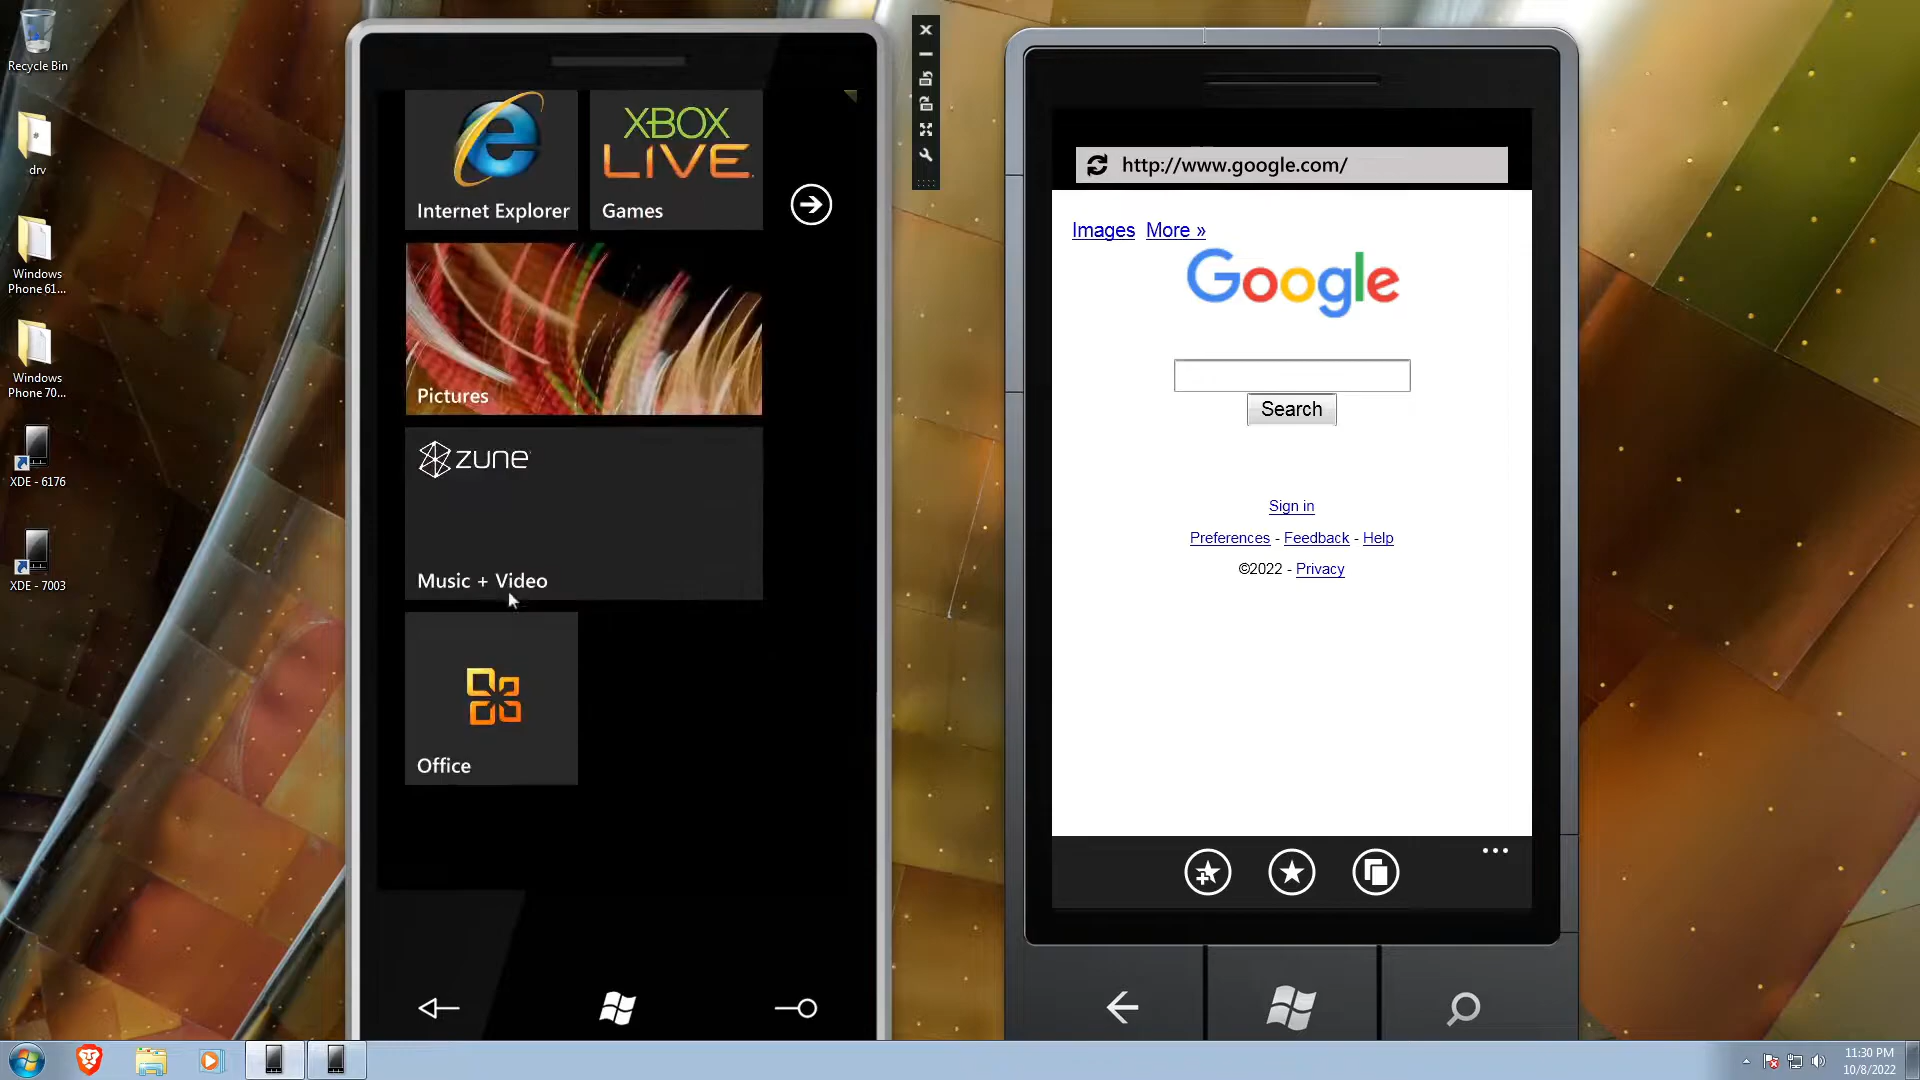 Recycle Bin
drv
Windows
Phone 61...
Windows
Phone 70...
XDE - 6176
XDE - 7003
Internet Explorer
XBOX
LIVE
Games
Pictures
zune
Music + Video
Office
http://www.google.com/
Images More »
Google
Search
Sign in
Preferences - Feedback - Help
©2022 - Privacy
11:30 PM
10/8/2022